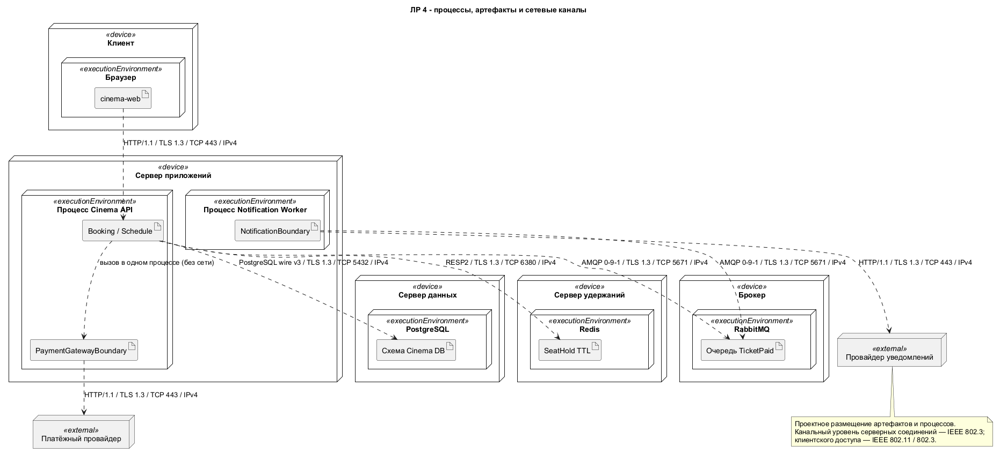 ЛР 4 - процессы, артефакты и сетевые каналы
«device»
Клиент
«executionEnvironment»
Браузер
cinema-web
HTTP/1.1 / TLS 1.3 / TCP 443 / IPv4
«device»
Сервер приложений
«executionEnvironment»
Процесс Cinema API
Booking / Schedule
«executionEnvironment»
Процесс Notification Worker
NotificationBoundary
вызов в одном процессе (без сети)
PostgreSQL wire v3 / TLS 1.3 / TCP 5432 / IPv4
RESP2 / TLS 1.3 / TCP 6380 / IPv4
AMQP 0-9-1 / TLS 1.3 / TCP 5671 / IPv4
AMQP 0-9-1 / TLS 1.3 / TCP 5671 / IPv4
HTTP/1.1 / TLS 1.3 / TCP 443 / IPv4
PaymentGatewayBoundary
«device»
Сервер данных
«executionEnvironment»
PostgreSQL
Схема Cinema DB
«device»
Сервер удержаний
«executionEnvironment»
Redis
SeatHold TTL
«device»
Брокер
«executionEnvironment»
RabbitMQ
Очередь TicketPaid
«external»
Провайдер уведомлений
HTTP/1.1 / TLS 1.3 / TCP 443 / IPv4
«external»
Платёжный провайдер
Проектное размещение артефактов и процессов.
Канальный уровень серверных соединений — IEEE 802.3;
клиентского доступа — IEEE 802.11 / 802.3.